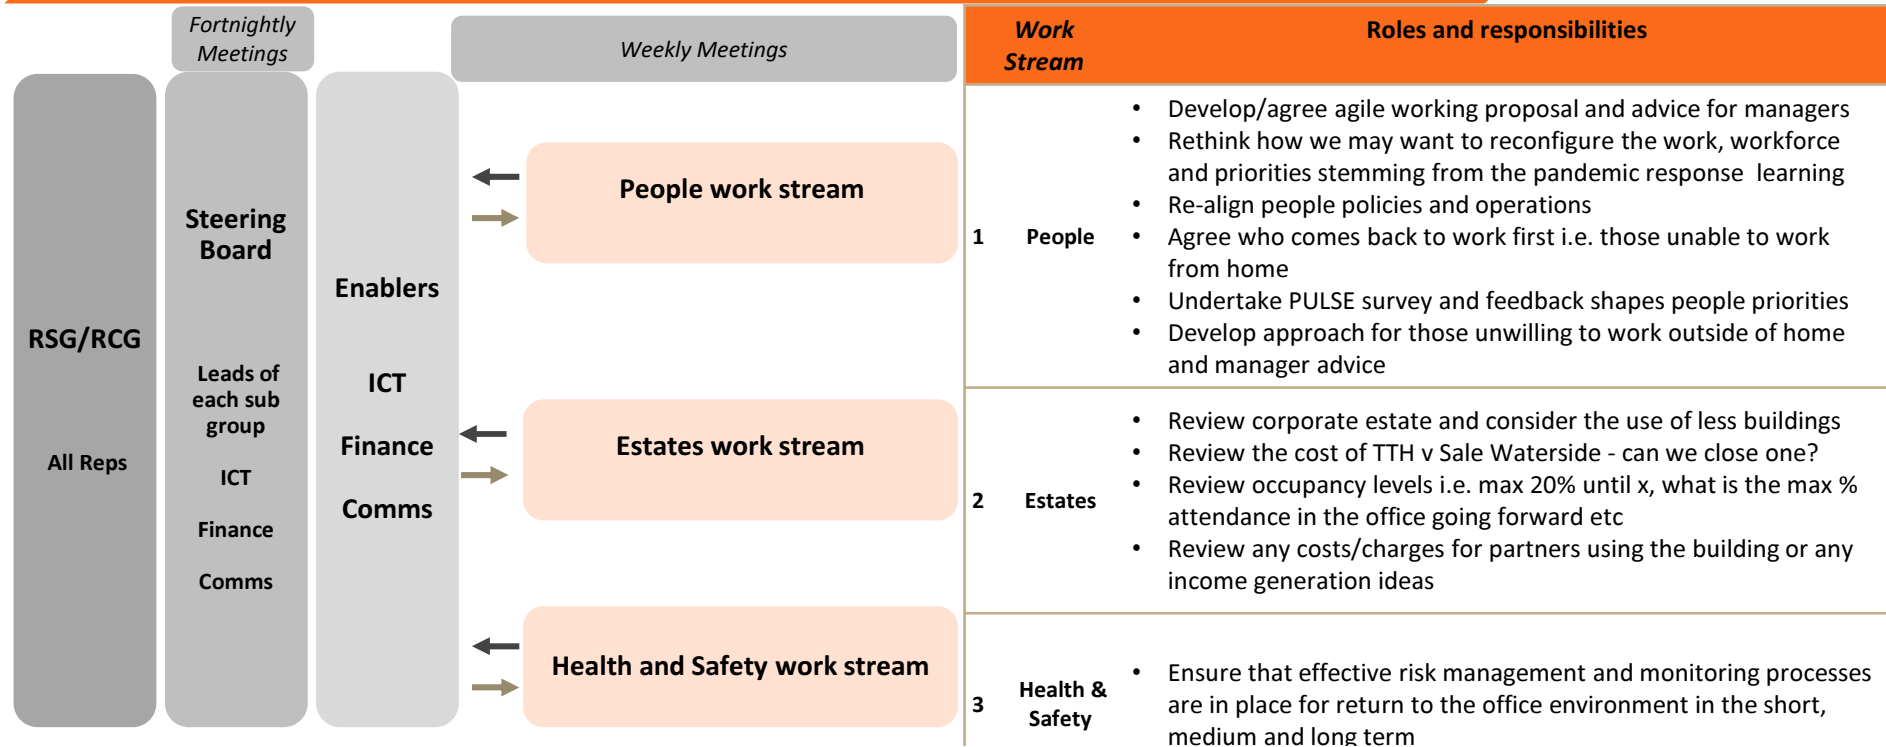 Fortnightly
Meetings
Weekly Meetings
RSG/RCG
All Reps
Steering
Board
Leads of
each sub
group
ICT
Finance
Comms
Enablers
ICT
Finance
Comms
People work stream
Estates work stream
Health and Safety work stream
Work
Stream
Roles and responsibilities
1 People
• Develop/agree agile working proposal and advice for managers
• Rethink how we may want to reconfigure the work, workforce
and priorities stemming from the pandemic response  learning
• Re-align people policies and operations
• Agree who comes back to work first i.e. those unable to work
from home
• Undertake PULSE survey and feedback shapes people priorities
• Develop approach for those unwilling to work outside of home
and manager advice
2 Estates
• Review corporate estate and consider the use of less buildings
• Review the cost of TTH v Sale Waterside - can we close one?
• Review occupancy levels i.e. max 20% until x, what is the max %
attendance in the office going forward etc
• Review any costs/charges for partners using the building or any
income generation ideas
3 Health &
Safety
• Ensure that effective risk management and monitoring processes
are in place for return to the office environment in the short,
medium and long term